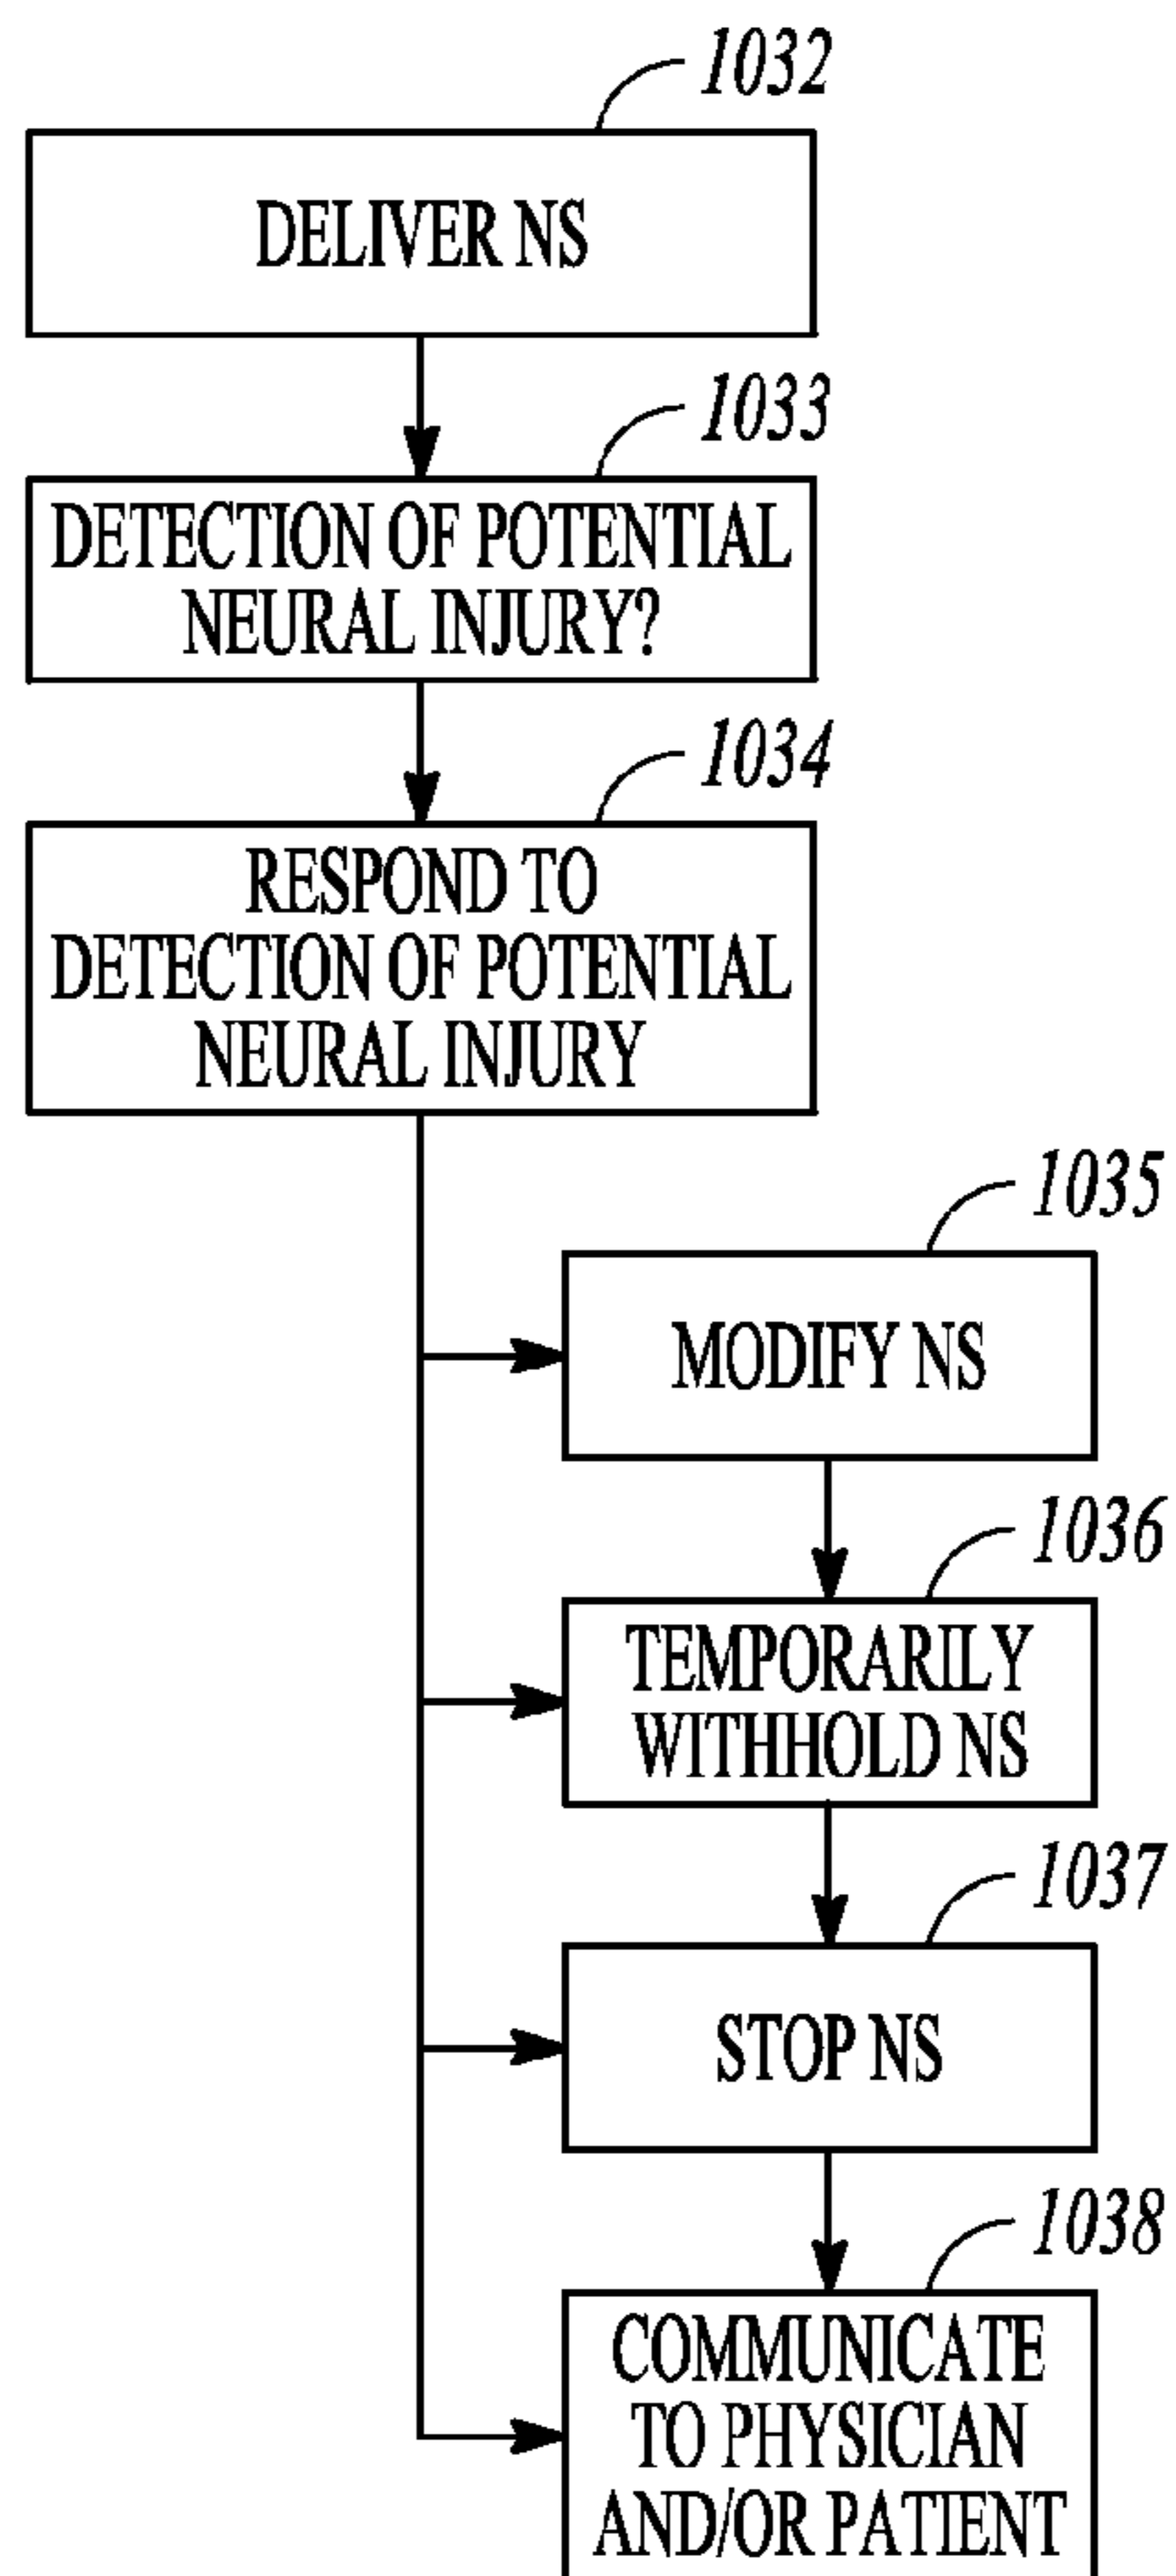 1032
DELIVER NS
1033
DETECTION OF POTENTIAL
NEURAL INJURY?
1034
RESPOND TO
DETECTION OF POTENTIAL
NEURAL INJURY
1035
MODIFY NS
1036
TEMPORARILY
WITHHOLD NS
1037
STOP NS
1038
COMMUNICATE
TO PHYSICIAN
AND/OR PATIENT